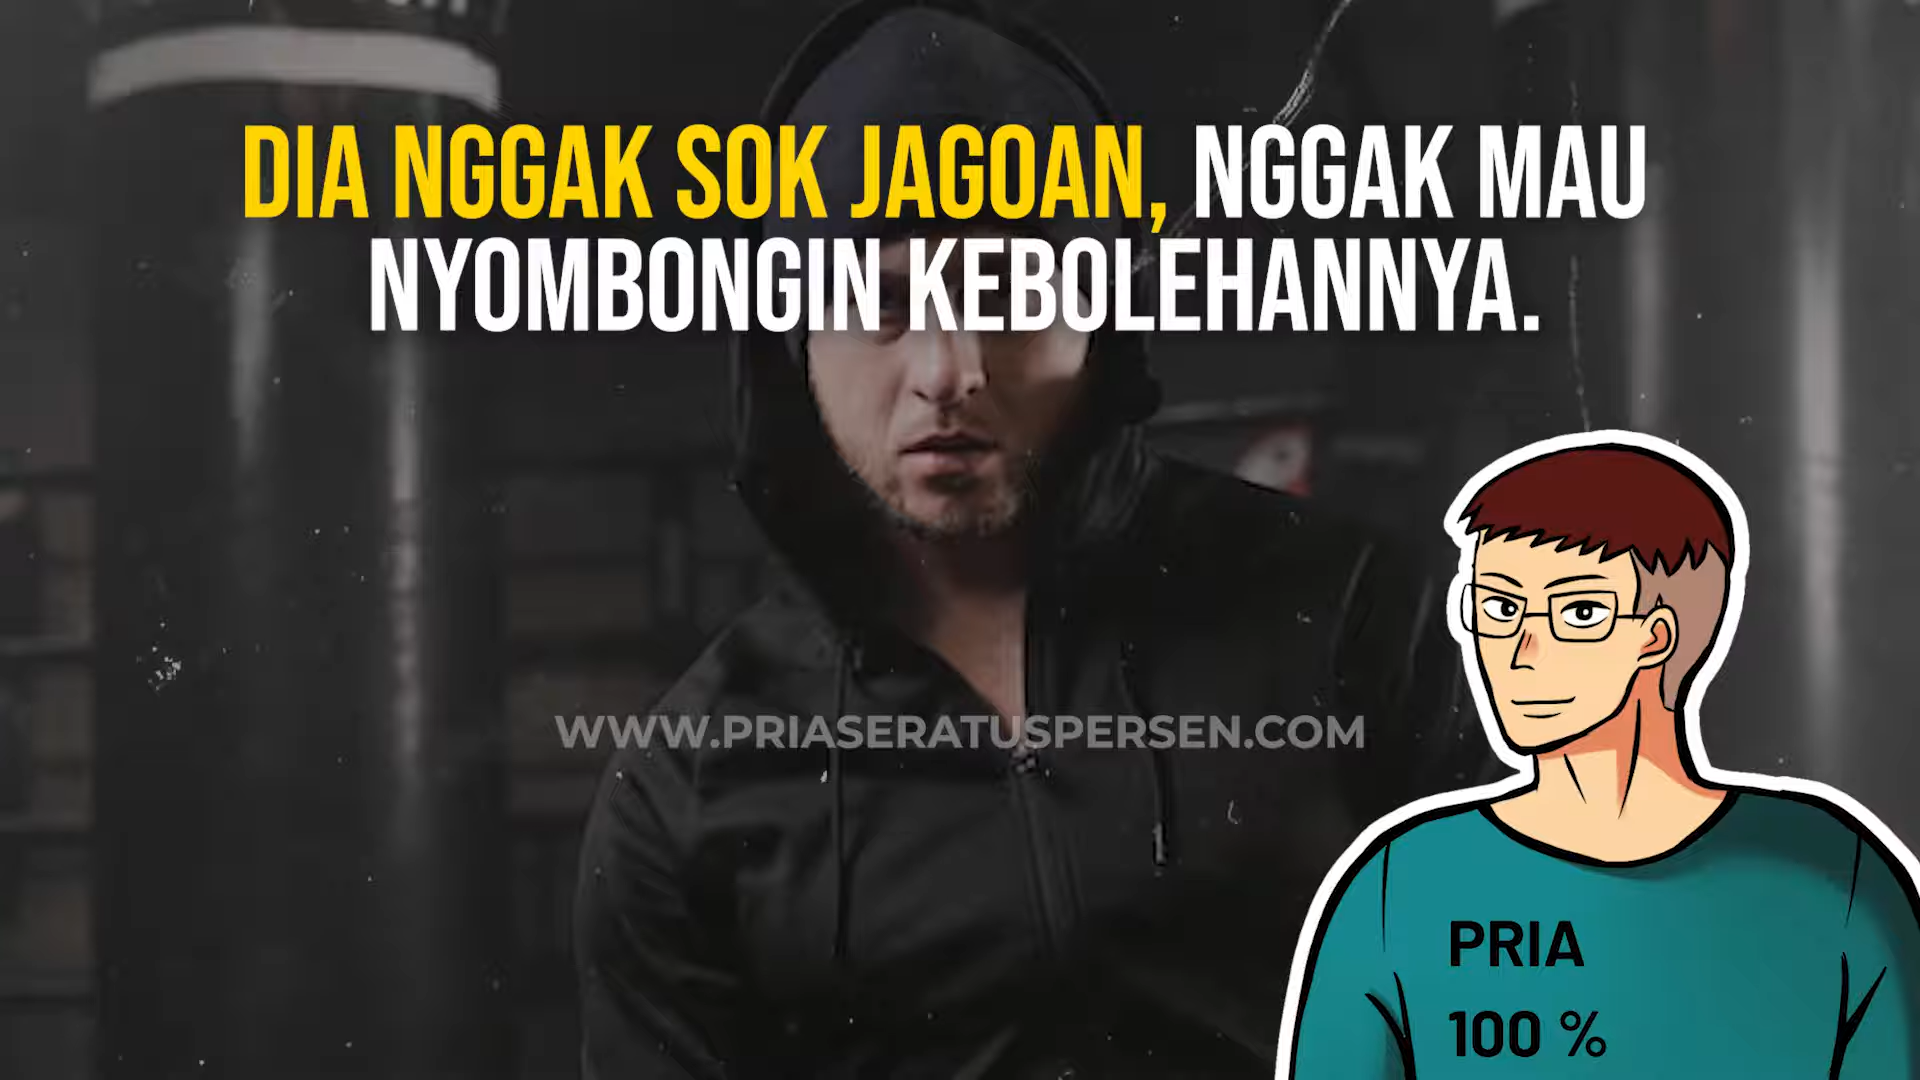 DIA NGGAK SOK JAGOAN, NGGAK MAU
NYOMBONGIN KEBOLEHANNYA.
WWW.PRIASERATUSPERSEN.COM
PRIA
100 %